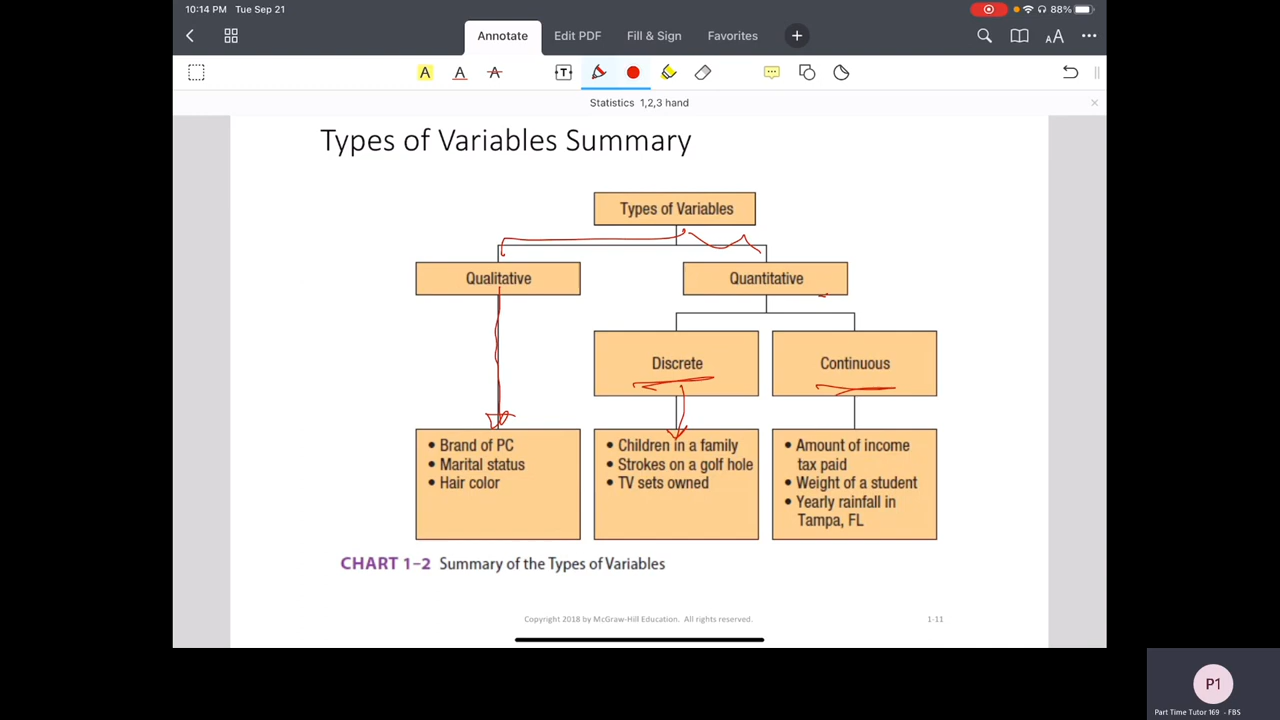 10:14 PM Tue Sep 21
88%
Annotate Edit PDF Fill & Sign Favorites
AA
A A A T
Statistics 1,2,3 hand
Types of Variables Summary
Types of Variables
Qualitative
Quantitative
Discrete
Continuous
• Brand of PC
• Marital status
• Hair color
• Children in a family
• Strokes on a golf hole
• TV sets owned
• Amount of income
tax paid
• Weight of a student
• Yearly rainfall in
Tampa, FL
CHART 1–2 Summary of the Types of Variables
Copyright 2018 by McGraw-Hill Education. All rights reserved.
1-11
P1
Part Time Tutor 169 - FBS